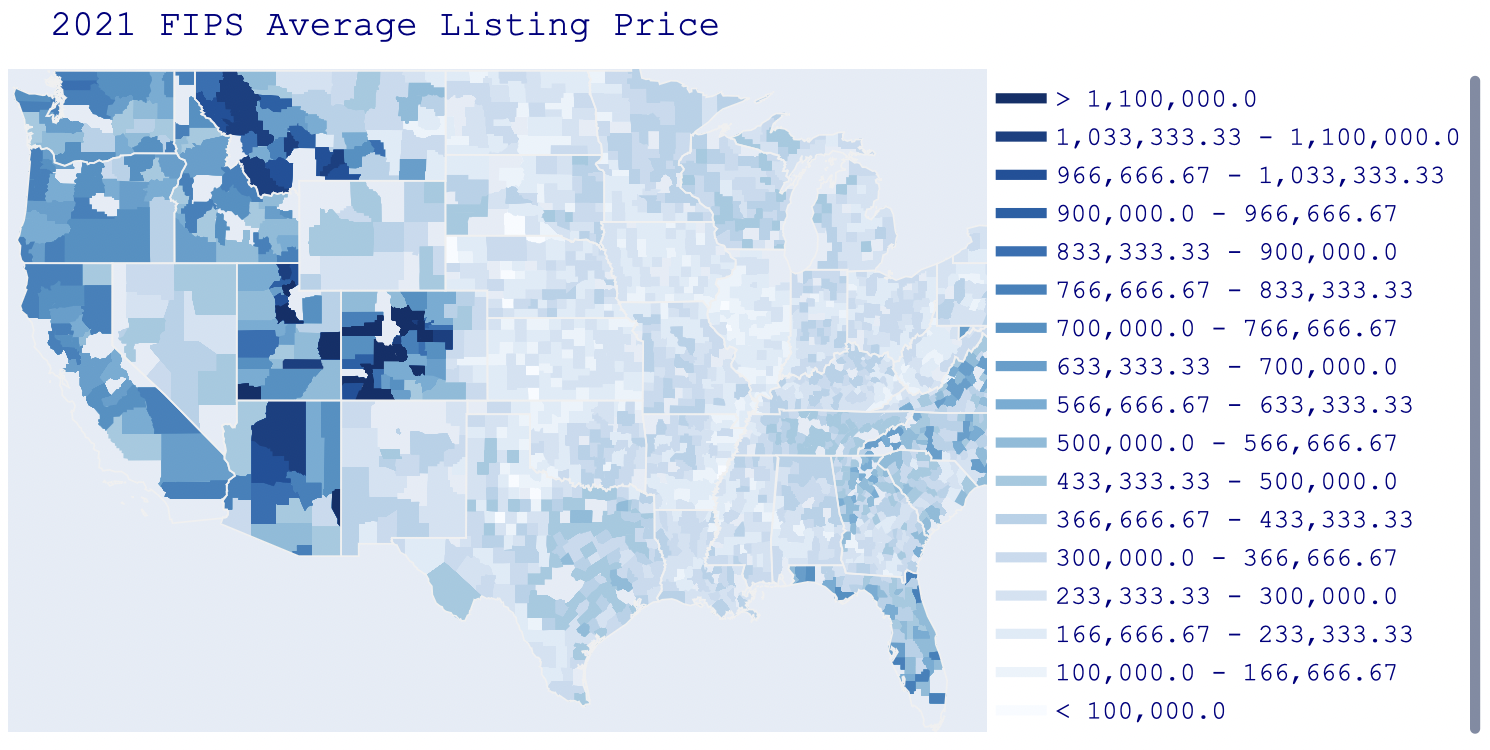 2021 FIPS Average Listing Price
> 1,100,000.0
1,033,333.33 - 1,100,000.0
966,666.67 - 1,033,333.33
900,000.0 - 966,666.67
833,333.33 - 900,000.0
766,666.67 - 833,333.33
700,000.0 - 766,666.67
633,333.33 - 700,000.0
566,666.67 - 633,333.33
500,000.0 - 566,666.67
433,333.33 - 500,000.0
366,666.67 - 433,333.33
300,000.0 - 366,666.67
233,333.33 - 300,000.0
166,666.67 - 233,333.33
100,000.0 - 166,666.67
< 100,000.0